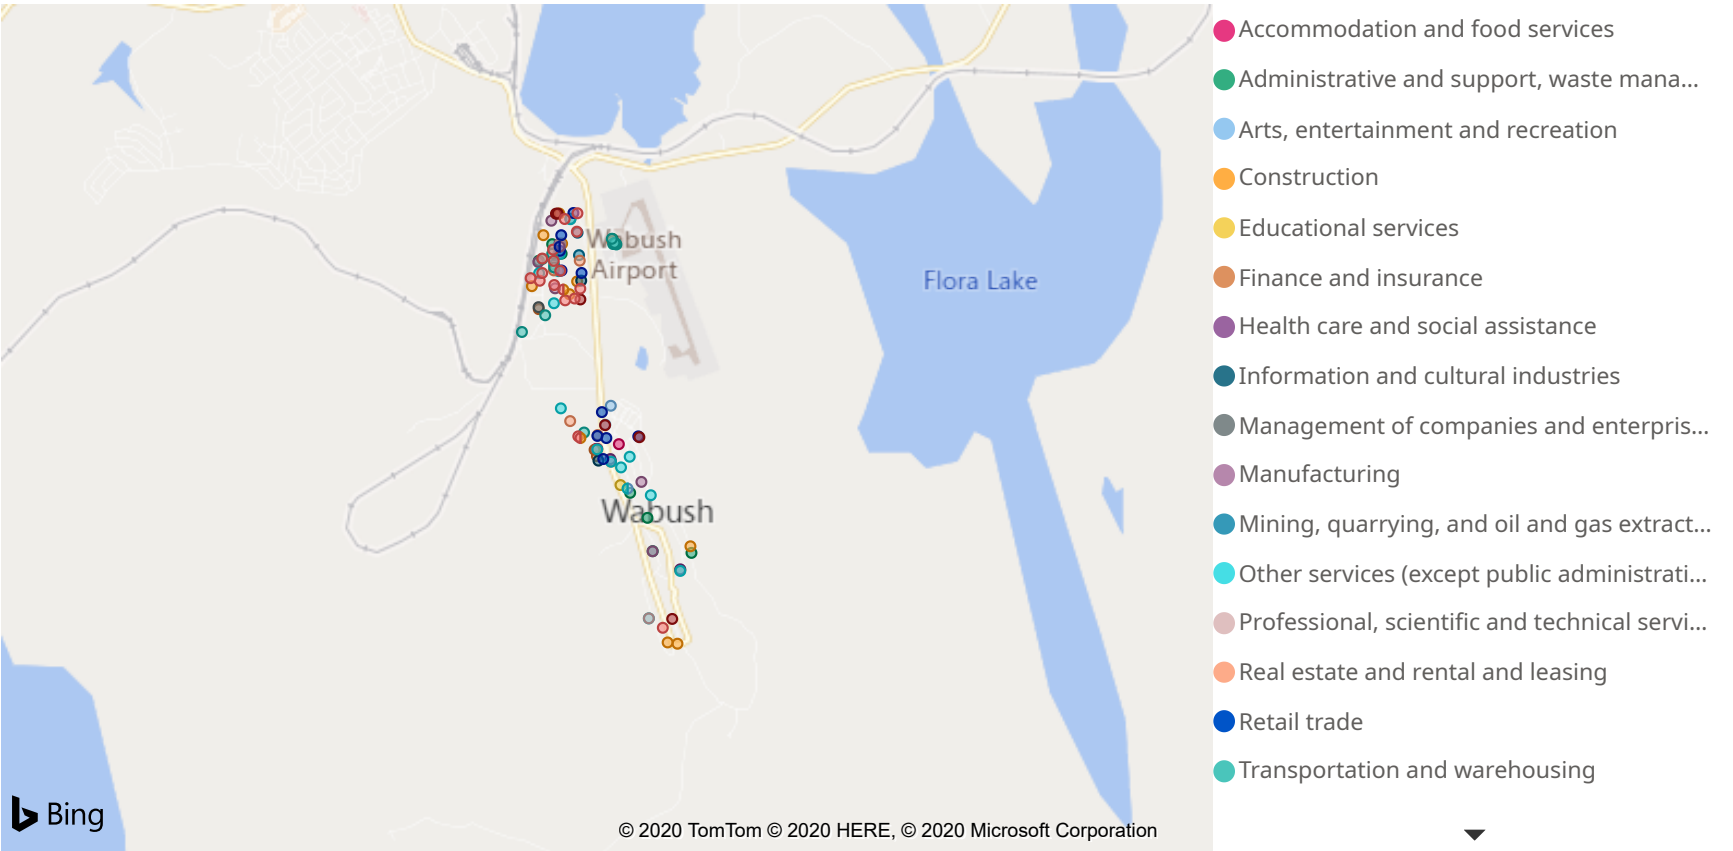 Accommodation and food services
Administrative and support, waste mana...
Arts, entertainment and recreation
Construction
Educational services
Finance and insurance
Health care and social assistance
Information and cultural industries
Management of companies and enterpris...
Manufacturing
Mining, quarrying, and oil and gas extract...
Other services (except public administrati...
Professional, scientific and technical servi...
Real estate and rental and leasing
Retail trade
Transportation and warehousing
Wabush
Airport
Flora Lake
Wabush
Bing
© 2020 TomTom © 2020 HERE, © 2020 Microsoft Corporation